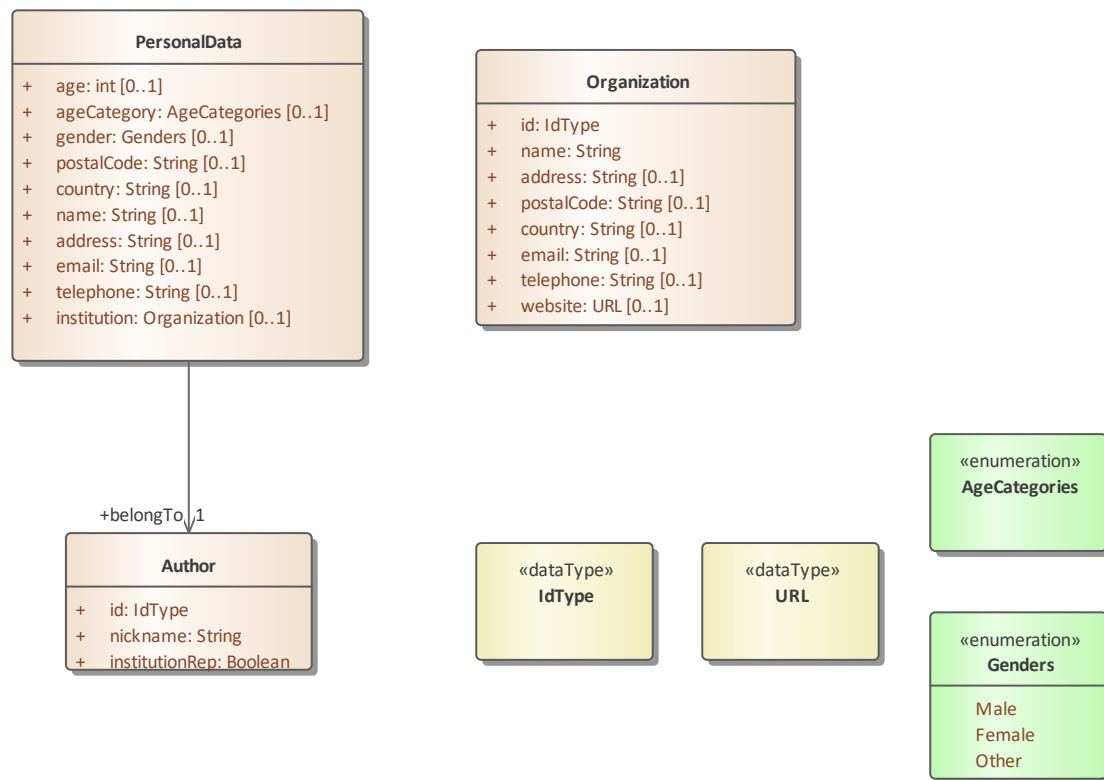 PersonalData
+ age: int [0..1]
+ ageCategory: AgeCategories [0..1]
+ gender: Genders [0..1]
+ postalCode: String [0..1]
+ country: String [0..1]
+ name: String [0..1]
+ address: String [0..1]
+ email: String [0..1]
+ telephone: String [0..1]
+ institution: Organization [0..1]
Organization
+ id: IdType
+ name: String
+ address: String [0..1]
+ postalCode: String [0..1]
+ country: String [0..1]
+ email: String [0..1]
+ telephone: String [0..1]
+ website: URL [0..1]
+belongTo 1
Author
+ id: IdType
+ nickname: String
+ institutionRep: Boolean
«dataType»
IdType
«dataType»
URL
«enumeration»
AgeCategories
«enumeration»
Genders
Male
Female
Other